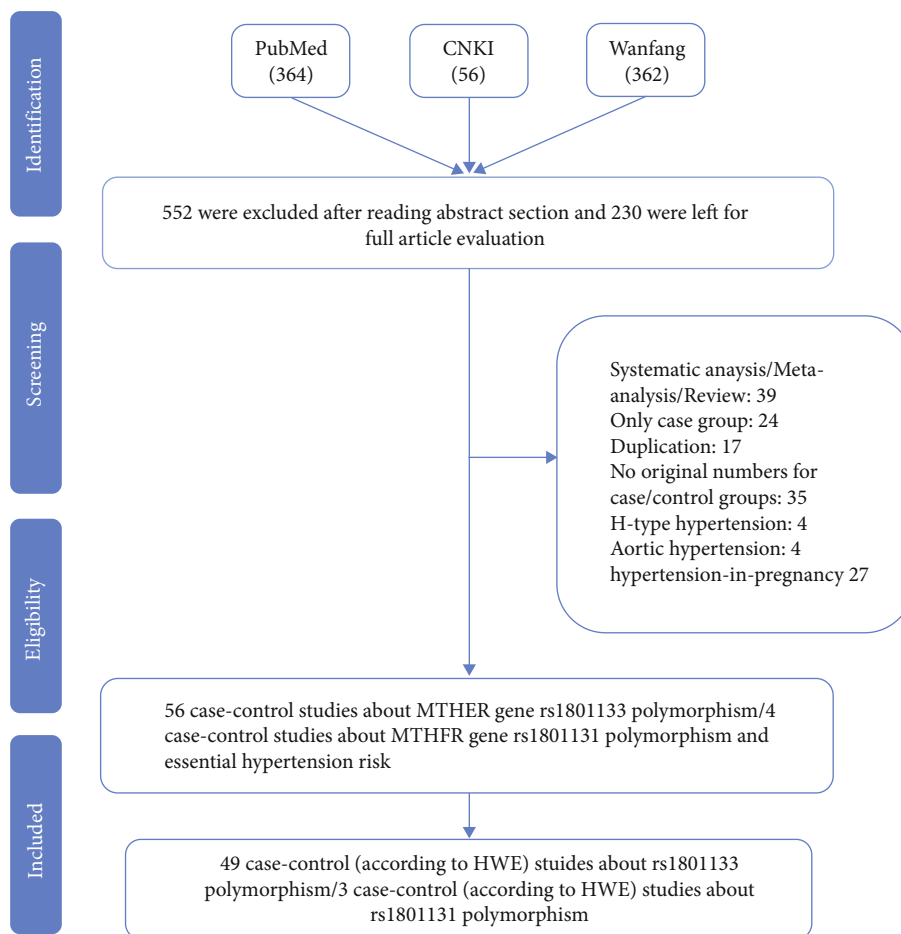 Identification
PubMed
(364)
CNKI
(56)
Wanfang
(362)
552 were excluded after reading abstract section and 230 were left for
full article evaluation
Screening
Systematic anaysis/Meta-
analysis/Review: 39
Only case group: 24
Duplication: 17
No original numbers for
case/control groups: 35
H-type hypertension: 4
Aortic hypertension: 4
hypertension-in-pregnancy 27
Eligibility
56 case-control studies about MTHER gene rs1801133 polymorphism/4
case-control studies about MTHFR gene rs1801131 polymorphism and
essential hypertension risk
Included
49 case-control (according to HWE) stuides about rs1801133
polymorphism/3 case-control (according to HWE) studies about
rs1801131 polymorphism